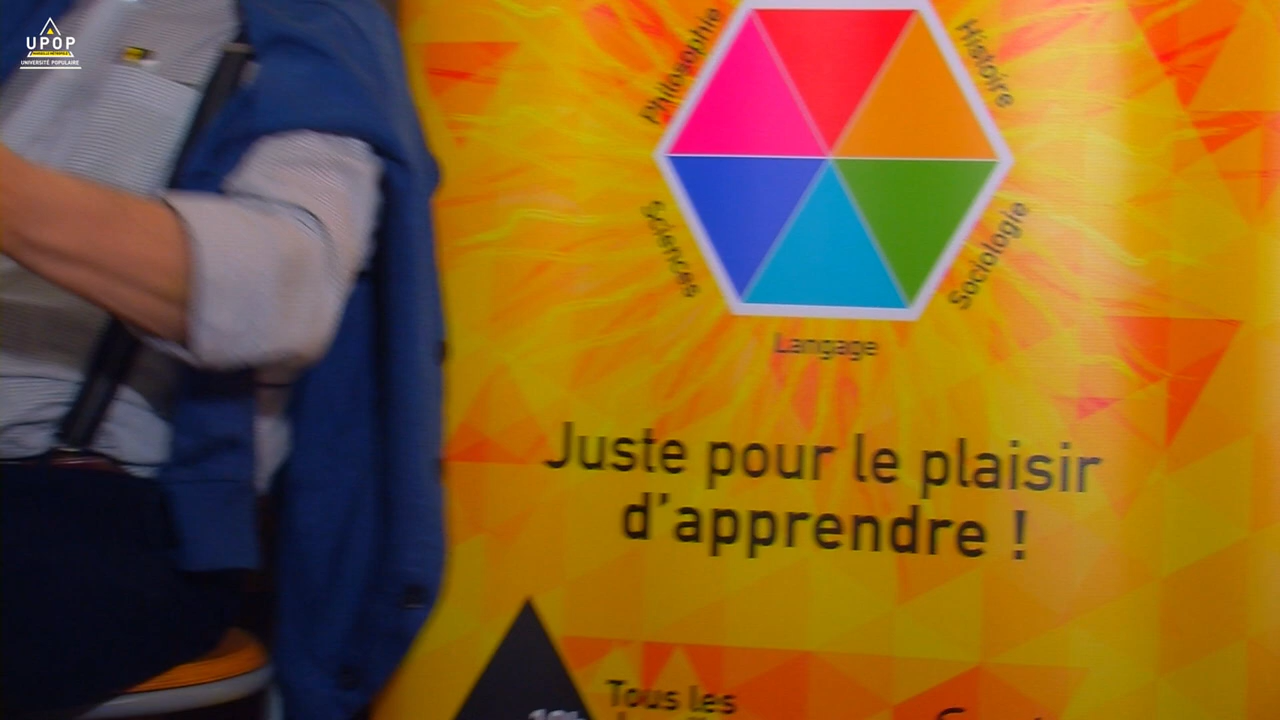 UPOP
UNIVERSITÉ POPULAIRE
Philosophie
Histoire
Sciences
Sociologie
Langage
Juste pour le plaisir
d'apprendre !
Tous les